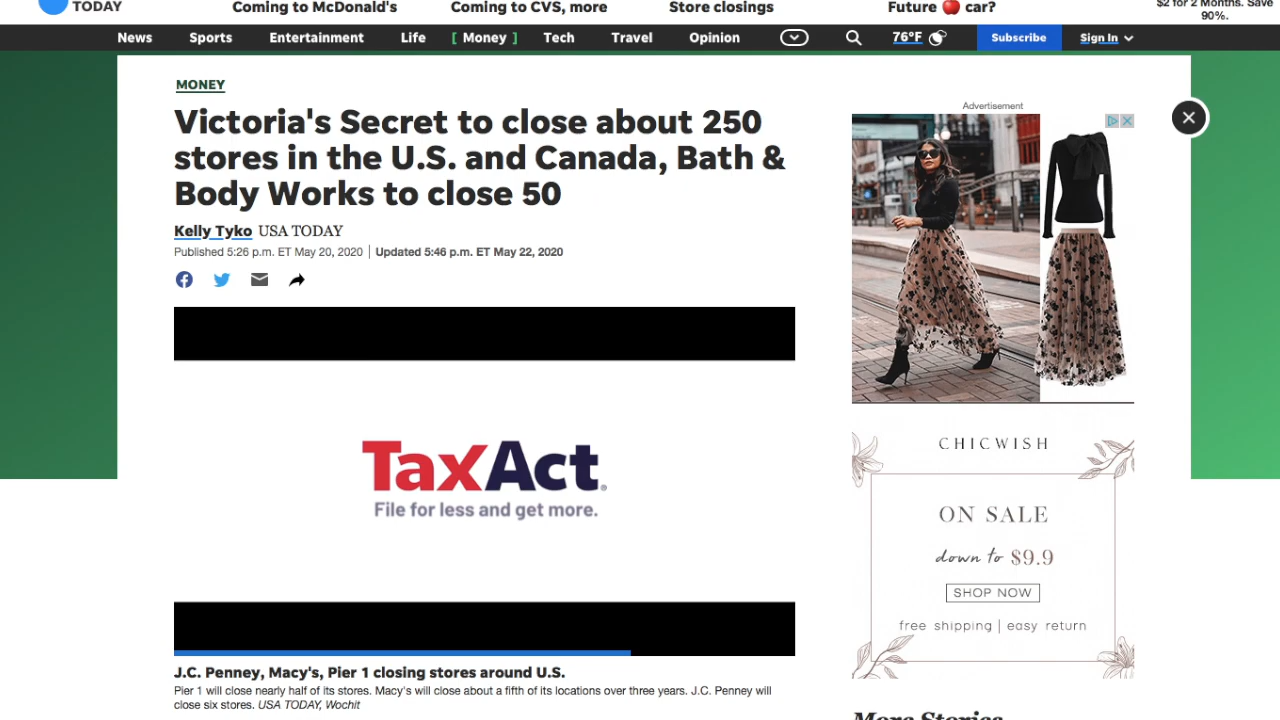 TODAY
Coming to McDonald's
Coming to CVS, more
Store closings
Future 🍎 car?
$2 for 2 Months. Save
90%.
News Sports Entertainment Life [ Money ] Tech Travel Opinion 76°F Subscribe Sign In
MONEY
Victoria's Secret to close about 250
stores in the U.S. and Canada, Bath &
Body Works to close 50
Kelly Tyko USA TODAY
Published 5:26 p.m. ET May 20, 2020 | Updated 5:46 p.m. ET May 22, 2020
TaxAct®
File for less and get more.
J.C. Penney, Macy's, Pier 1 closing stores around U.S.
Pier 1 will close nearly half of its stores. Macy's will close about a fifth of its locations over three years. J.C. Penney will
close six stores. USA TODAY, Wochit
Advertisement
CHICWISH
ON SALE
down to $9.9
SHOP NOW
free shipping | easy return
More Stories